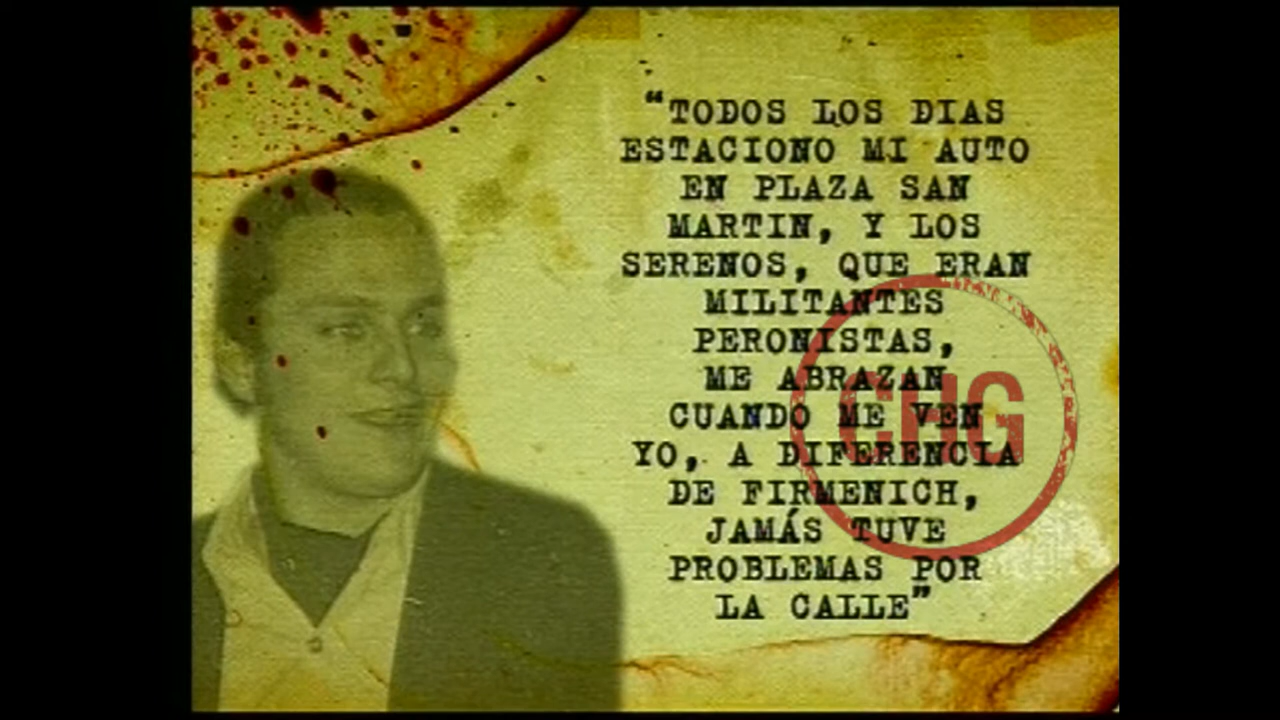 “TODOS LOS DIAS
ESTACIONO MI AUTO
EN PLAZA SAN
MARTIN, Y LOS
SERENOS, QUE ERAN
MILITANTES
PERONISTAS,
ME ABRAZAN
CUANDO ME VEN
YO, A DIFERENCIA
DE FIRMENICH,
JAMÁS TUVE
PROBLEMAS POR
LA CALLE”
CHG